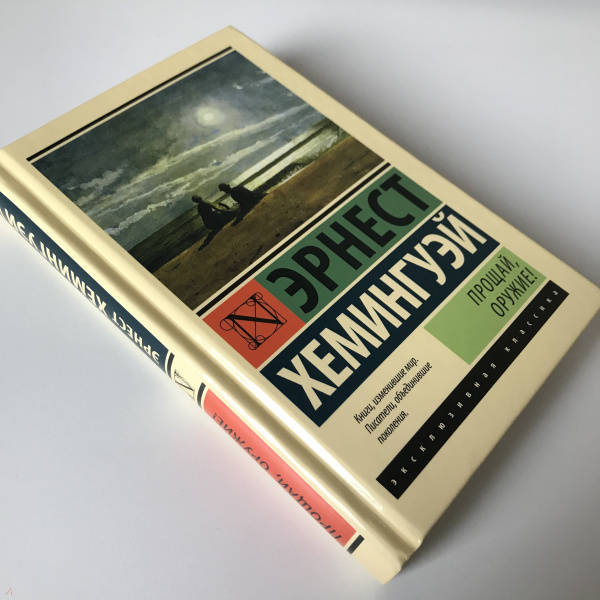 ЭРНЕСТ
ХЕМИНГУЭЙ
ПРОЩАЙ,
ОРУЖИЕ!
Книги, изменившие мир.
Писатели, объединившие
поколения.
ЭКСКЛЮЗИВНАЯ КЛАССИКА
ЭРНЕСТ ХЕМИНГУЭЙ
N
ПРОЩАЙ, ОРУЖИЕ!
N